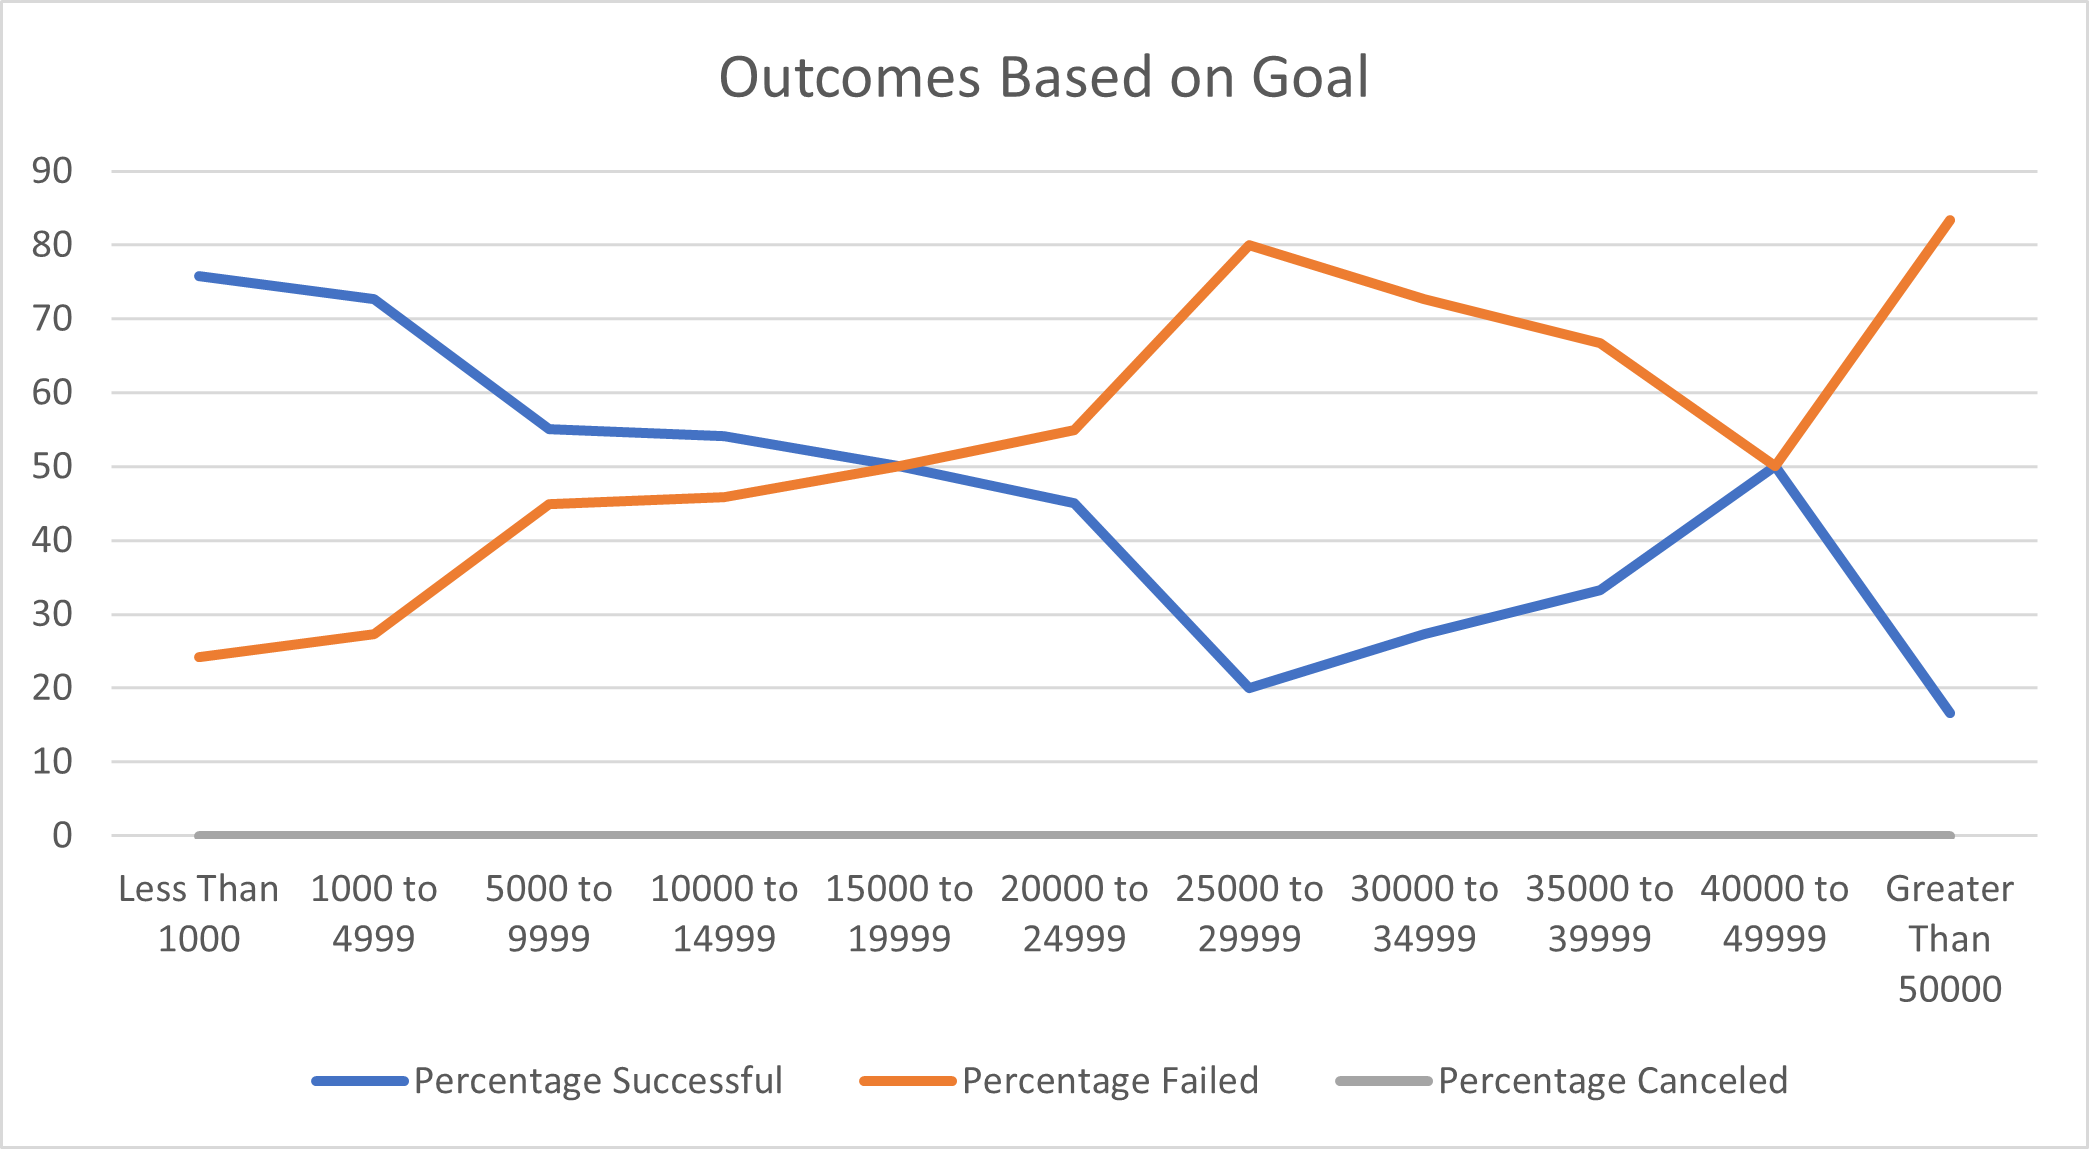 Outcomes Based on Goal
90
80
70
60
50
40
30
20
10
0
Less Than
1000
1000 to
4999
5000 to
9999
10000 to
14999
15000 to
19999
20000 to
24999
25000 to
29999
30000 to
34999
35000 to
39999
40000 to
49999
Greater
Than
50000
Percentage Successful
Percentage Failed
Percentage Canceled